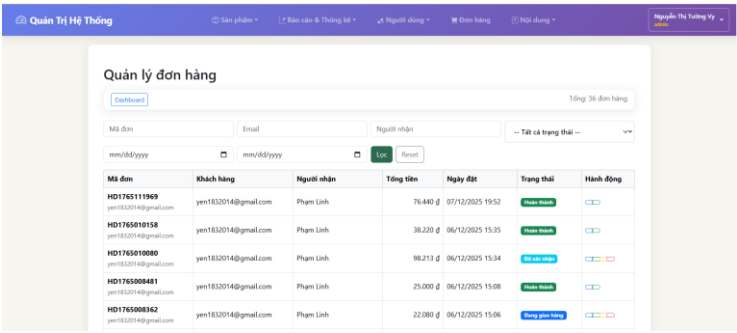 Quản Trị Hệ Thống
Sản phẩm
Báo cáo & Thống kê
Người dùng
Đơn hàng
Nội dung
Nguyễn Thị Tường Vy
admin
Quản lý đơn hàng
Dashboard
Tổng: 36 đơn hàng
Mã đơn
Email
Người nhận
-- Tất cả trạng thái --
mm/dd/yyyy
mm/dd/yyyy
Lọc
Reset
Mã đơn Khách hàng Người nhận Tổng tiền Ngày đặt Trạng thái Hành động
HD1765111969 yen1832014@gmail.com Phạm Linh 76.440 ₫ 07/12/2025 19:52 Hoàn thành
yen1832014@gmail.com
HD1765010158 yen1832014@gmail.com Phạm Linh 38.220 ₫ 06/12/2025 15:35 Hoàn thành
yen1832014@gmail.com
HD1765010080 yen1832014@gmail.com Phạm Linh 98.213 ₫ 06/12/2025 15:34 Đã xác nhận
yen1832014@gmail.com
HD1765008481 yen1832014@gmail.com Phạm Linh 25.000 ₫ 06/12/2025 15:08 Hoàn thành
yen1832014@gmail.com
HD1765008362 yen1832014@gmail.com Phạm Linh 22.080 ₫ 06/12/2025 15:06 Đang giao hàng
yen1832014@gmail.com